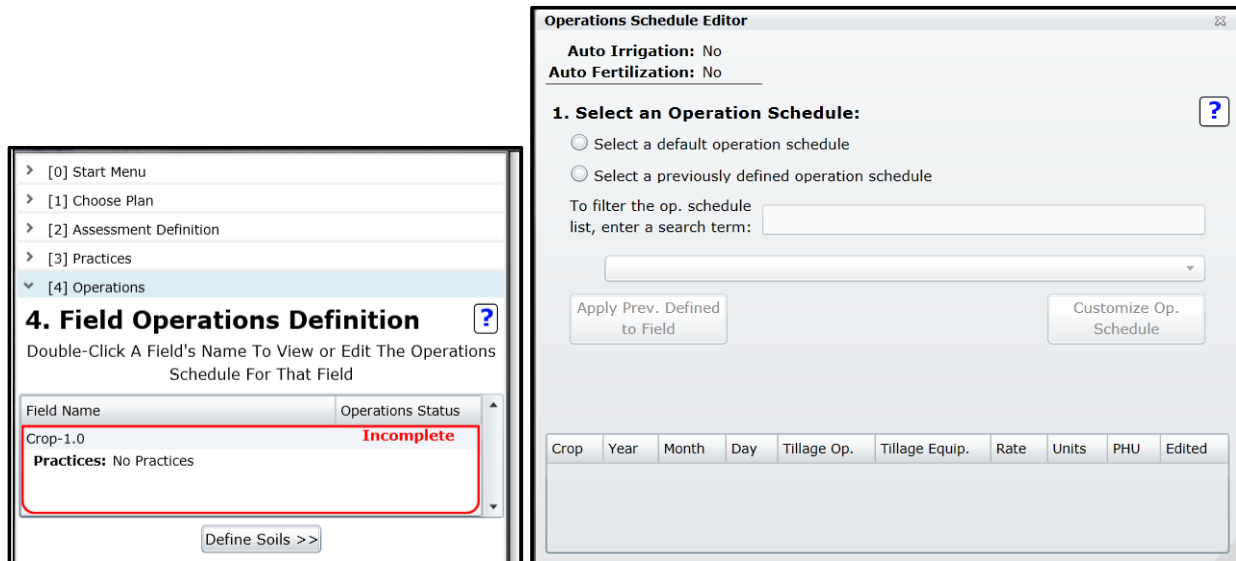 [0] Start Menu
[1] Choose Plan
[2] Assessment Definition
[3] Practices
[4] Operations
4. Field Operations Definition ?
Double-Click A Field's Name To View or Edit The Operations
Schedule For That Field
Field Name Operations Status
Crop-1.0 Incomplete
Practices: No Practices
Define Soils >>
Operations Schedule Editor
Auto Irrigation: No
Auto Fertilization: No
1. Select an Operation Schedule: ?
Select a default operation schedule
Select a previously defined operation schedule
To filter the op. schedule
list, enter a search term:
Apply Prev. Defined
to Field
Customize Op.
Schedule
Crop Year Month Day Tillage Op. Tillage Equip. Rate Units PHU Edited